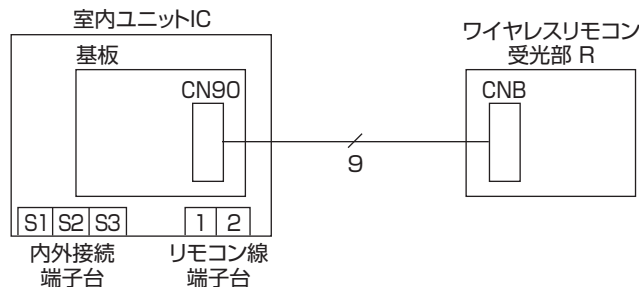 室内ユニットIC
基板
CN90
ワイヤレスリモコン
受光部 R
CNB
9
S1 S2 S3
1 2
内外接続
端子台
リモコン線
端子台